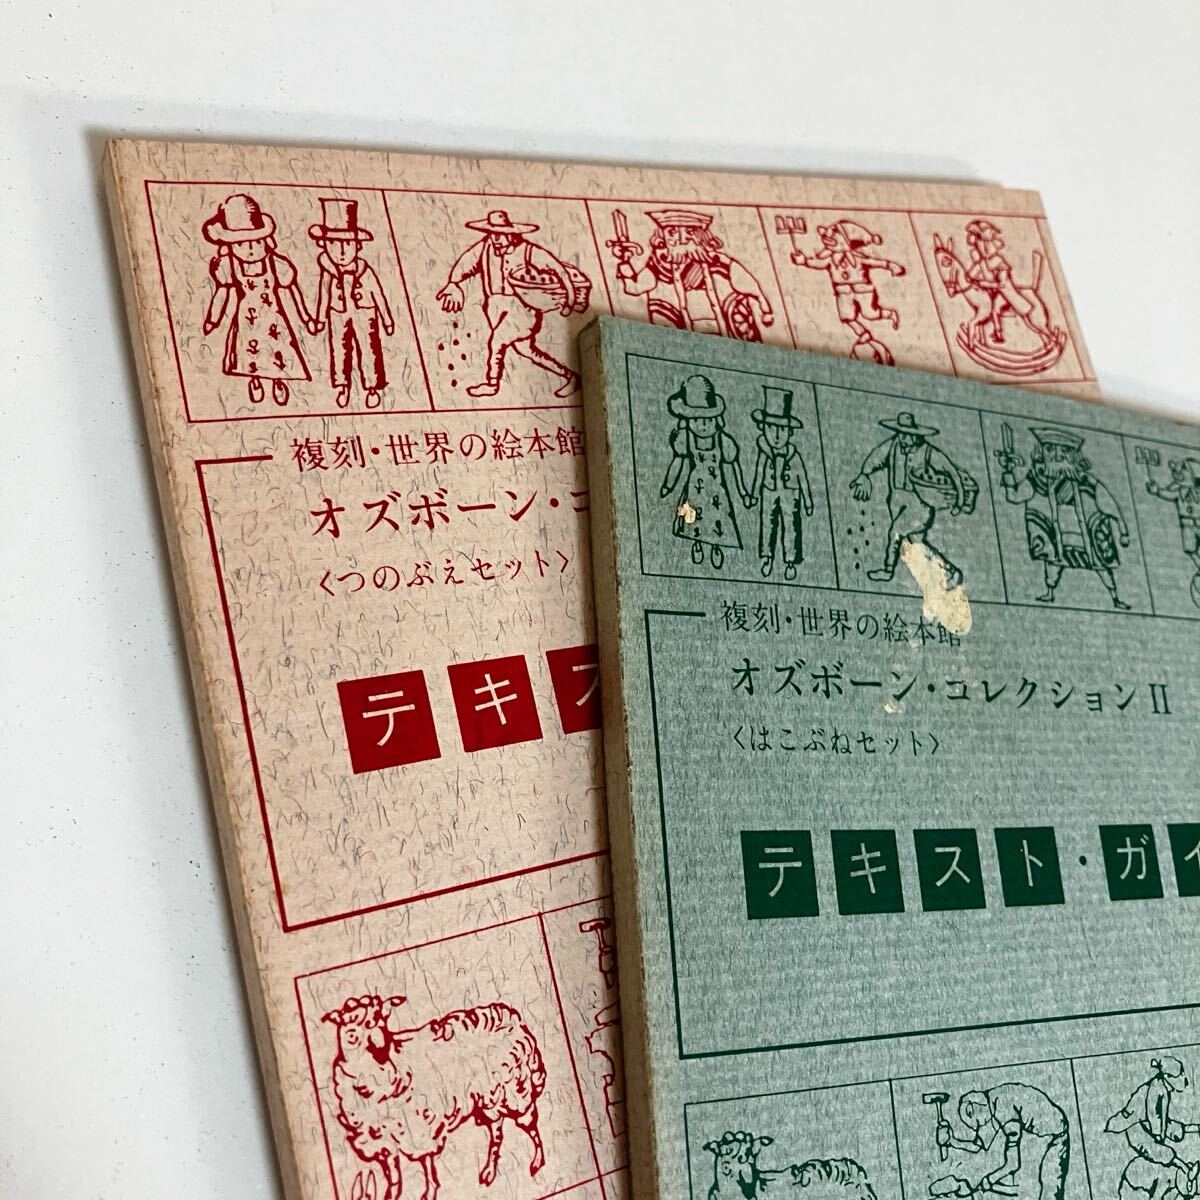 複刻・世界の絵本館
オズボーン・コ
〈つのぶえセット〉
テキス
複刻・世界の絵本館
オズボーン・コレクションII
〈はこぶねセット〉
テキスト・ガイ